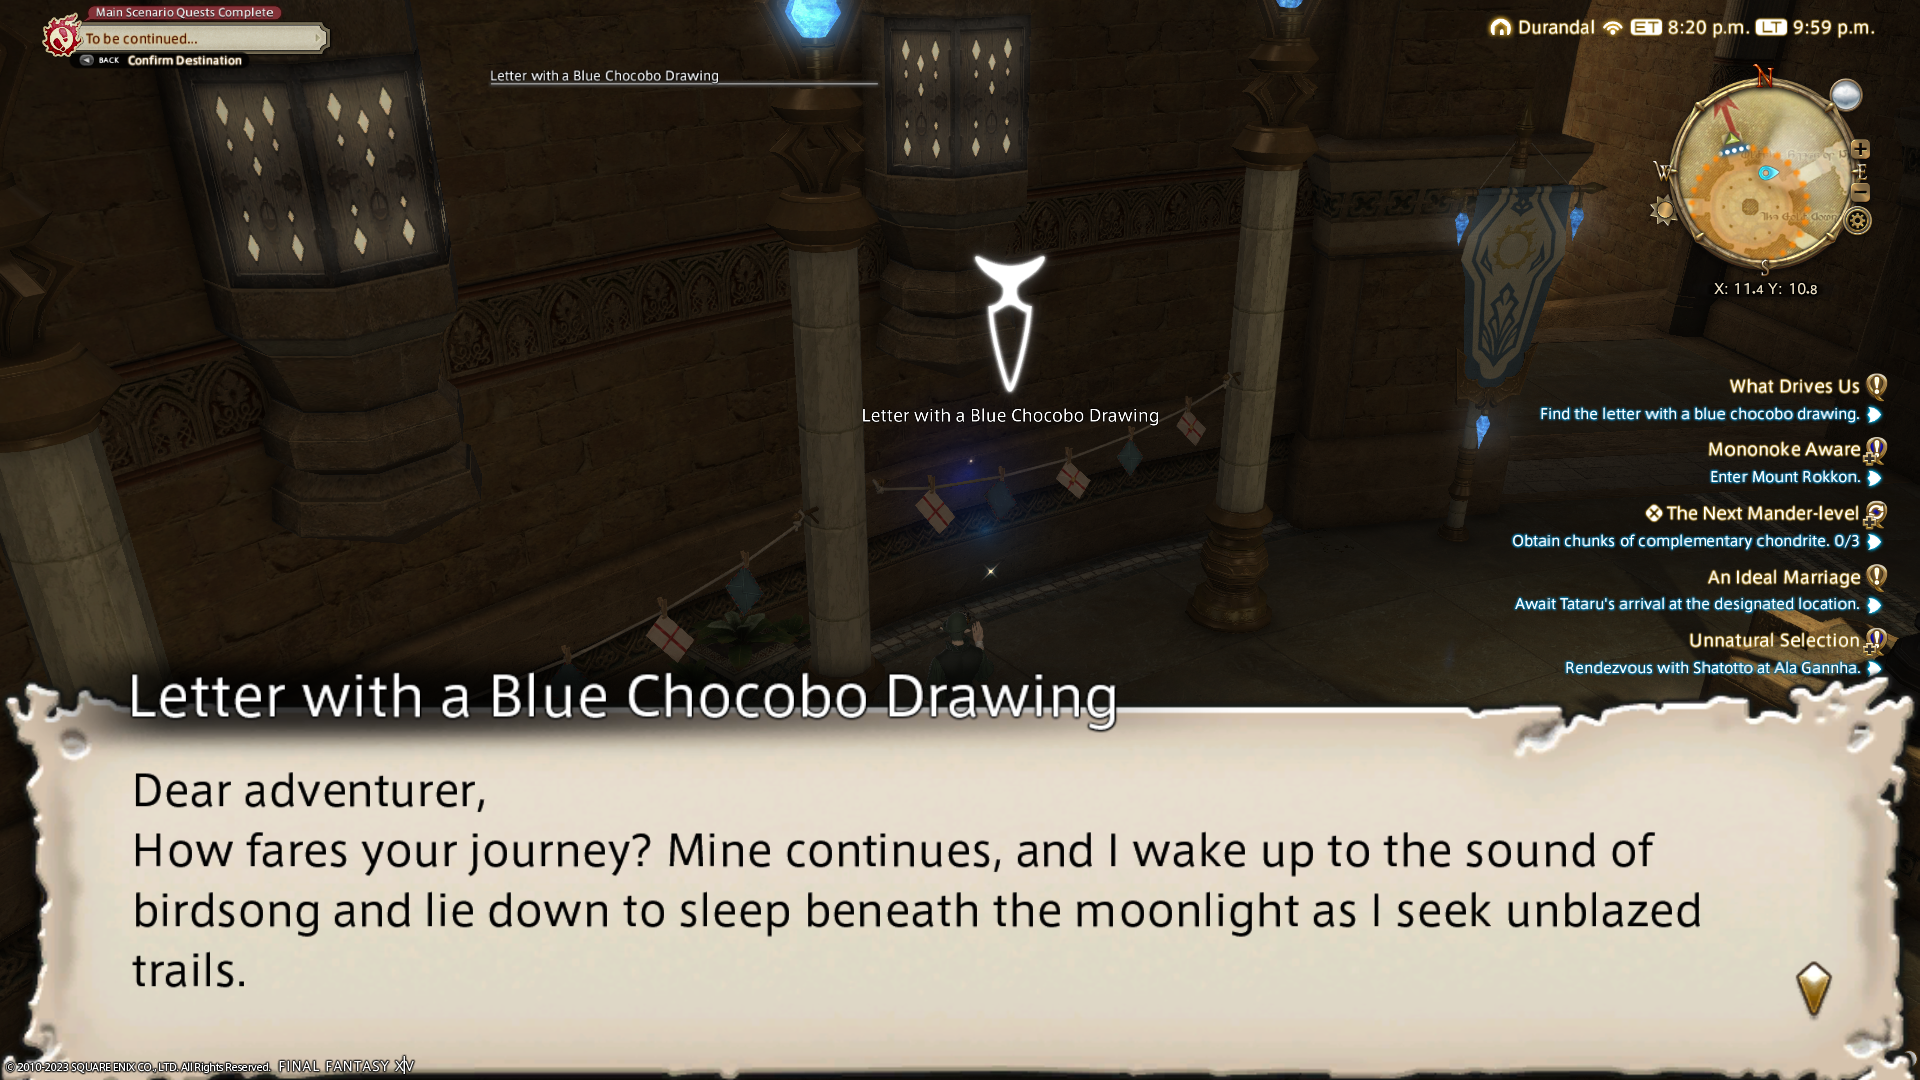 Main Scenario Quests Complete
To be continued...
BACK Confirm Destination
Letter with a Blue Chocobo Drawing
Durandal ET 8:20 p.m. LT 9:59 p.m.
N
W
E
S
X: 11.4 Y: 10.8
What Drives Us
Find the letter with a blue chocobo drawing.
Mononoke Aware
Enter Mount Rokkon.
The Next Mander-level
Obtain chunks of complementary chondrite. 0/3
An Ideal Marriage
Await Tataru's arrival at the designated location.
Unnatural Selection
Rendezvous with Shatotto at Ala Gannha.
Letter with a Blue Chocobo Drawing
Letter with a Blue Chocobo Drawing
Dear adventurer,
How fares your journey? Mine continues, and I wake up to the sound of
birdsong and lie down to sleep beneath the moonlight as I seek unblazed
trails.
© 2010-2023 SQUARE ENIX CO., LTD. All Rights Reserved. FINAL FANTASY XIV